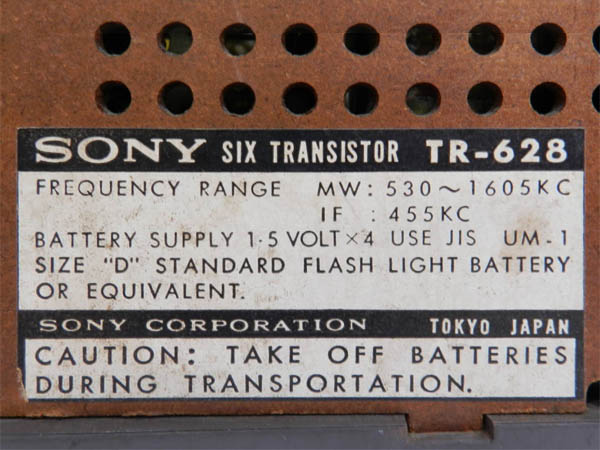 SONY SIX TRANSISTOR TR-628
FREQUENCY RANGE MW: 530~1605KC
IF : 455KC
BATTERY SUPPLY 1·5 VOLT×4 USE JIS UM-1
SIZE "D" STANDARD FLASH LIGHT BATTERY
OR EQUIVALENT.
SONY CORPORATION TOKYO JAPAN
CAUTION: TAKE OFF BATTERIES
DURING TRANSPORTATION.